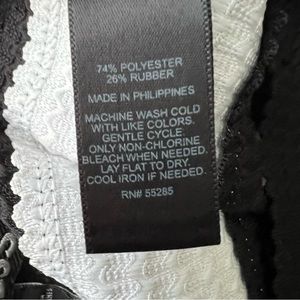 74% POLYESTER
26% RUBBER
MADE IN PHILIPPINES
MACHINE WASH COLD
WITH LIKE COLORS.
GENTLE CYCLE.
ONLY NON-CHLORINE
BLEACH WHEN NEEDED.
LAY FLAT TO DRY.
COOL IRON IF NEEDED.
RN# 55285